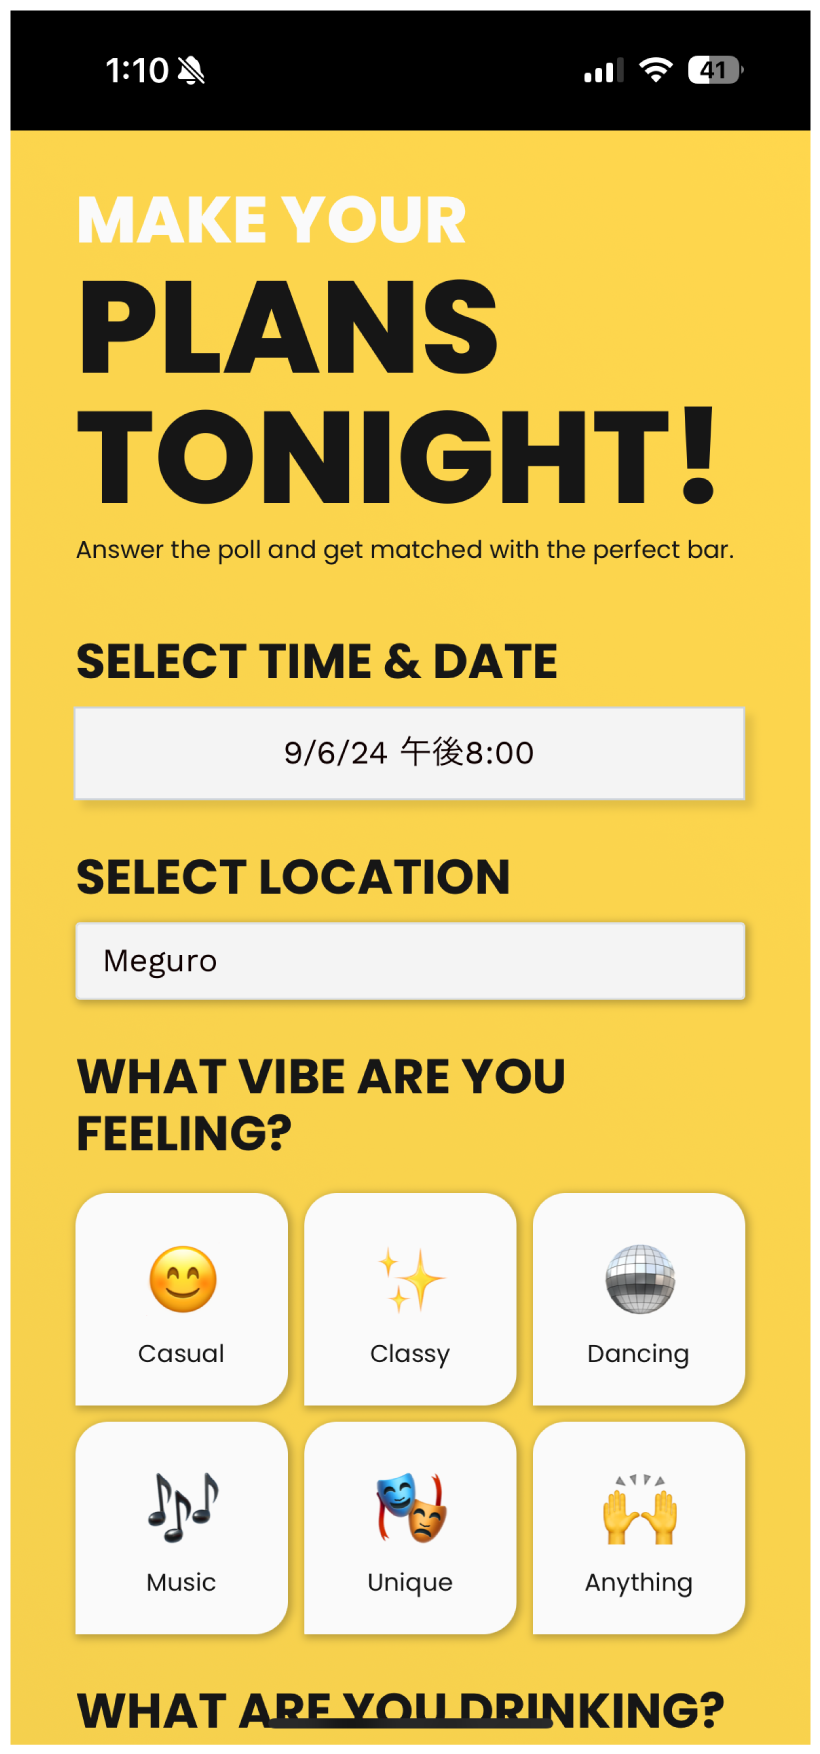 1:10
41
MAKE YOUR
PLANS
TONIGHT!
Answer the poll and get matched with the perfect bar.
SELECT TIME & DATE
9/6/24 午後8:00
SELECT LOCATION
Meguro
WHAT VIBE ARE YOU
FEELING?
Casual
Classy
Dancing
Music
Unique
Anything
WHAT ARE YOU DRINKING?